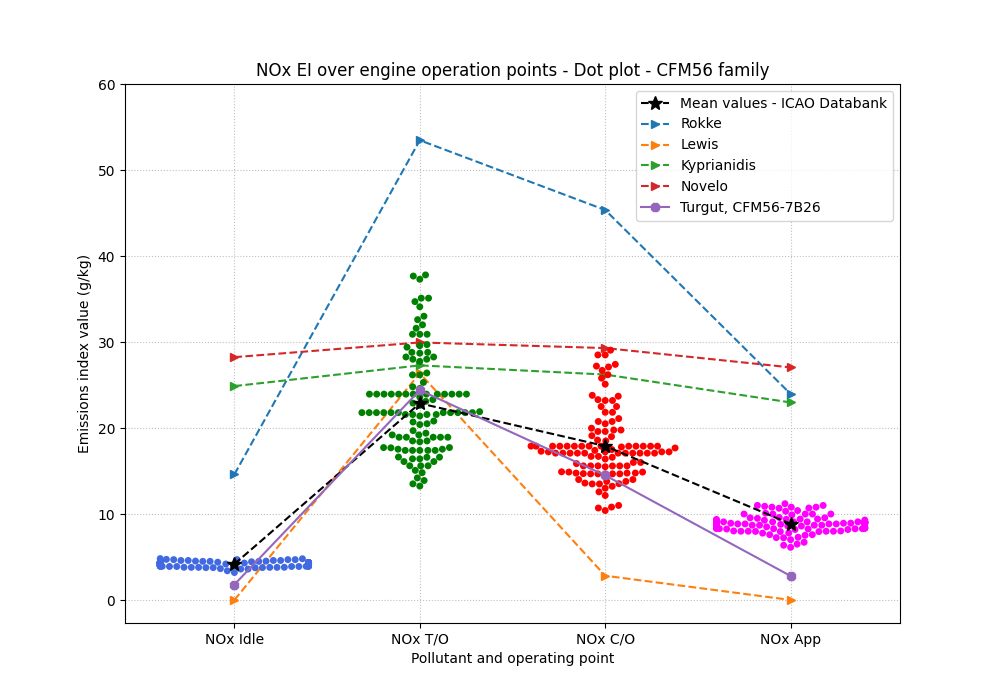 NOx EI over engine operation points - Dot plot - CFM56 family
Emissions index value (g/kg)
60
50
40
30
20
10
0
Mean values - ICAO Databank
Rokke
Lewis
Kyprianidis
Novelo
Turgut, CFM56-7B26
NOx Idle
NOx T/O
NOx C/O
NOx App
Pollutant and operating point